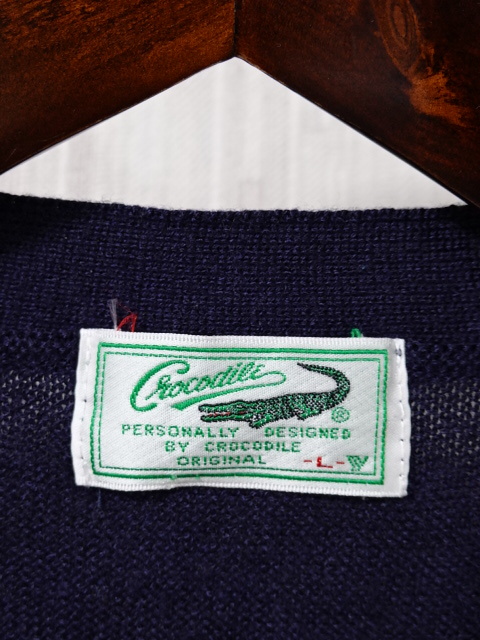 Crocodile
®
PERSONALLY DESIGNED
BY CROCODILE
ORIGINAL -L-